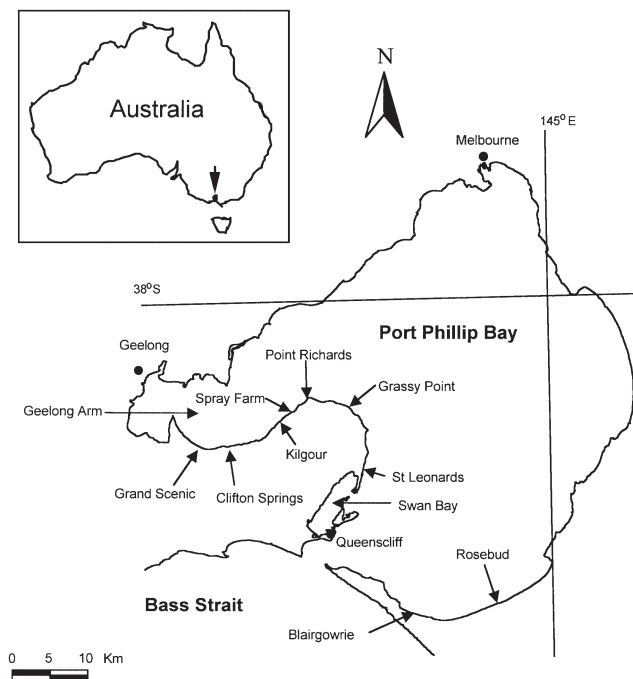 Australia
N
145° E
Melbourne
38°S
Port Phillip Bay
Geelong
Point Richards
Grassy Point
Spray Farm
Geelong Arm
Kilgour
St Leonards
Grand Scenic
Clifton Springs
Swan Bay
Queenscliff
Rosebud
Bass Strait
Blairgowrie
0 5 10 Km